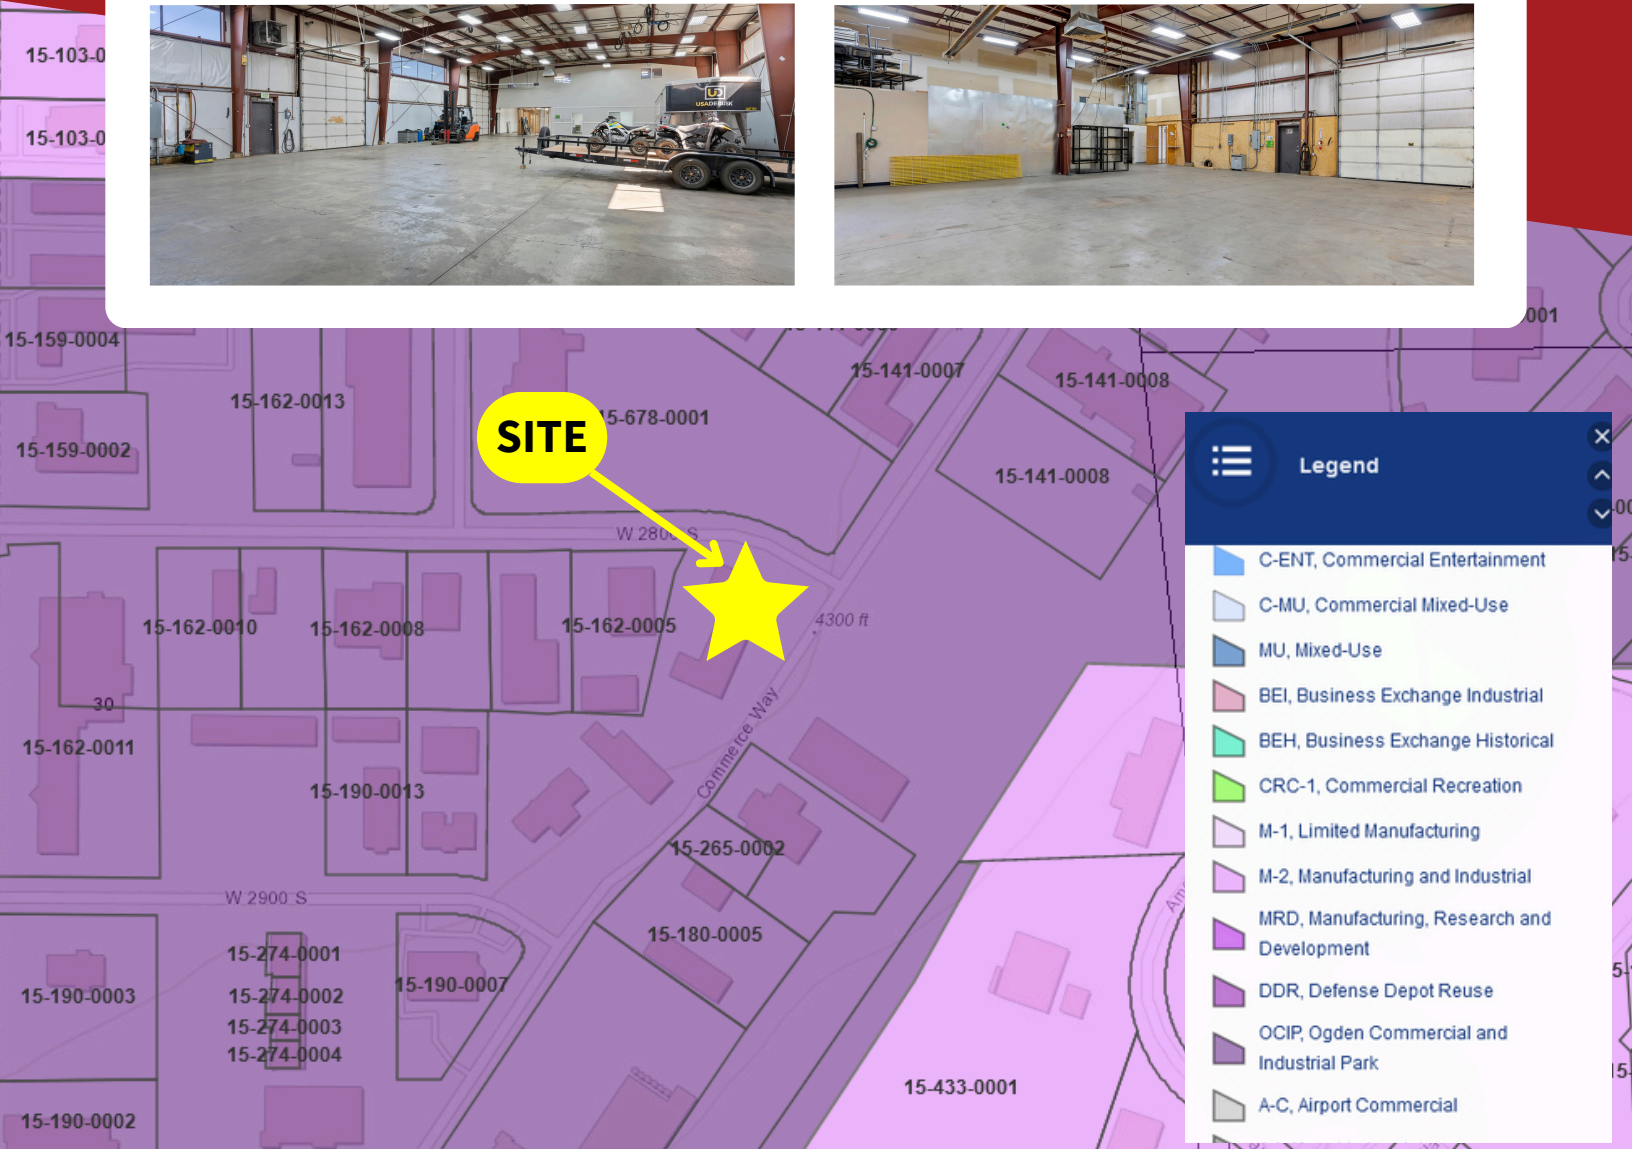 15-103-0
15-103-0
UD
USADEBUSK
15-159-0004
15-159-0002
15-162-0013
15-678-0001
15-141-0007
15-141-0008
15-141-0008
001
SITE
W 2800 S
4300 ft
15-162-0010
15-162-0008
15-162-0005
30
15-162-0011
15-190-0013
Commerce Way
15-265-0002
15-180-0005
W 2900 S
15-274-0001
15-274-0002
15-274-0003
15-274-0004
15-190-0007
15-190-0003
15-190-0002
15-433-0001
Legend
C-ENT, Commercial Entertainment
C-MU, Commercial Mixed-Use
MU, Mixed-Use
BEI, Business Exchange Industrial
BEH, Business Exchange Historical
CRC-1, Commercial Recreation
M-1, Limited Manufacturing
M-2, Manufacturing and Industrial
MRD, Manufacturing, Research and
Development
DDR, Defense Depot Reuse
OCIP, Ogden Commercial and
Industrial Park
A-C, Airport Commercial